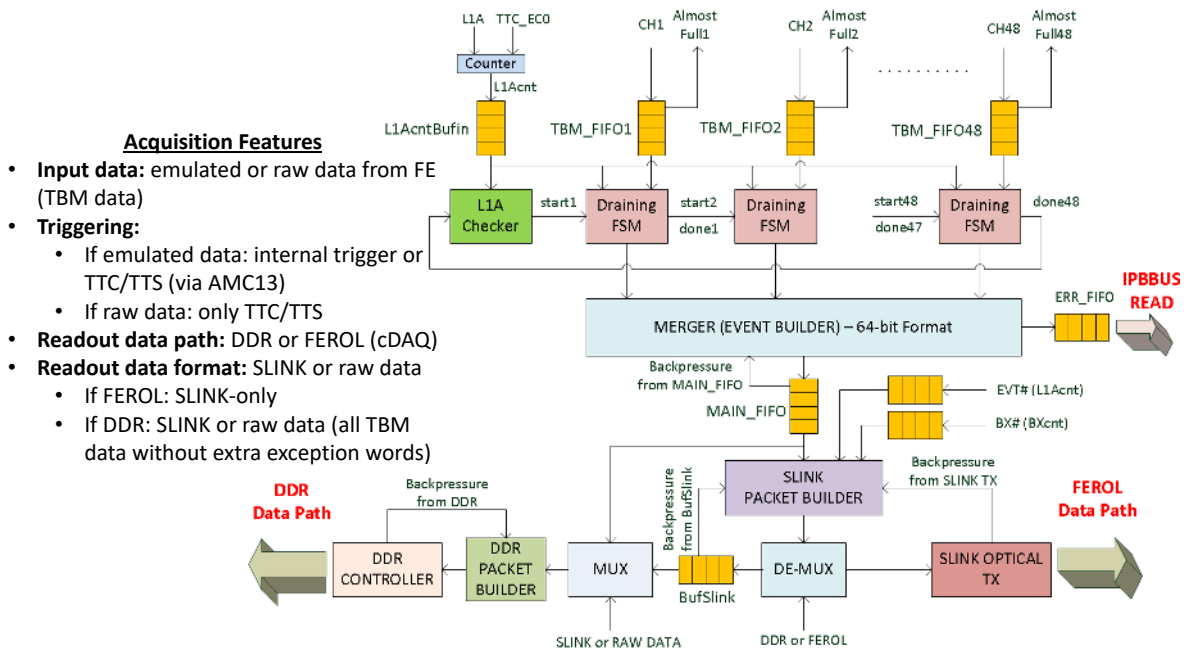 L1A TTC_EC0
Counter
L1Acnt
L1AcntBufin
CH1
Almost
Full1
TBM_FIFO1
CH2
Almost
Full2
TBM_FIFO2
. . . . . . . . . . . .
CH48
Almost
Full48
TBM_FIFO48
Acquisition Features
• Input data: emulated or raw data from FE
(TBM data)
• Triggering:
• If emulated data: internal trigger or
TTC/TTS (via AMC13)
• If raw data: only TTC/TTS
• Readout data path: DDR or FEROL (cDAQ)
• Readout data format: SLINK or raw data
• If FEROL: SLINK-only
• If DDR: SLINK or raw data (all TBM
data without extra exception words)
L1A
Checker
start1
Draining
FSM
start2
done1
Draining
FSM
start48
done47
Draining
FSM
done48
MERGER (EVENT BUILDER) – 64-bit Format
ERR_FIFO
IPBBUS
READ
Backpressure
from MAIN_FIFO
MAIN_FIFO
EVT# (L1Acnt)
BX# (BXcnt)
SLINK
PACKET BUILDER
Backpressure
from SLINK TX
Backpressure
from BufSlink
DDR
Data Path
Backpressure
from DDR
FEROL
Data Path
DDR
CONTROLLER
DDR
PACKET
BUILDER
MUX
BufSlink
DE-MUX
SLINK OPTICAL
TX
SLINK or RAW DATA
DDR or FEROL